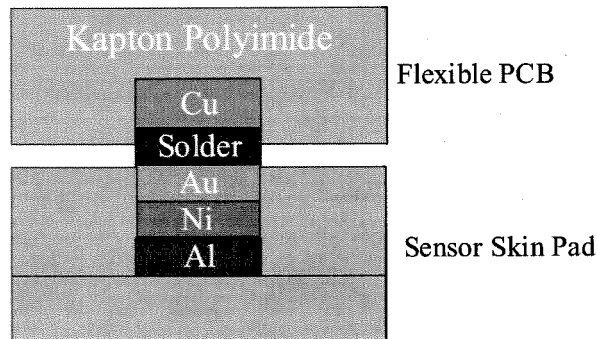 Kapton Polyimide
Flexible PCB
Cu
Solder
Au
Ni
Sensor Skin Pad
Al